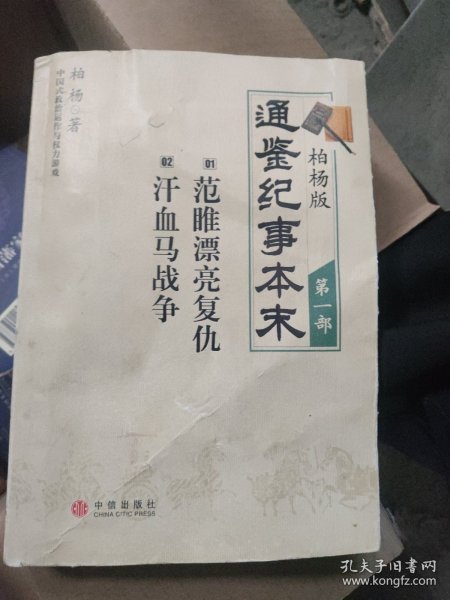 柏杨版
通鉴纪事本末
第一部
01 范雎漂亮复仇
02 汗血马战争
柏杨◎著
中国式政治运作与权力游戏
中信出版社
CHINA CITIC PRESS
孔夫子旧书网
www.kongfz.com